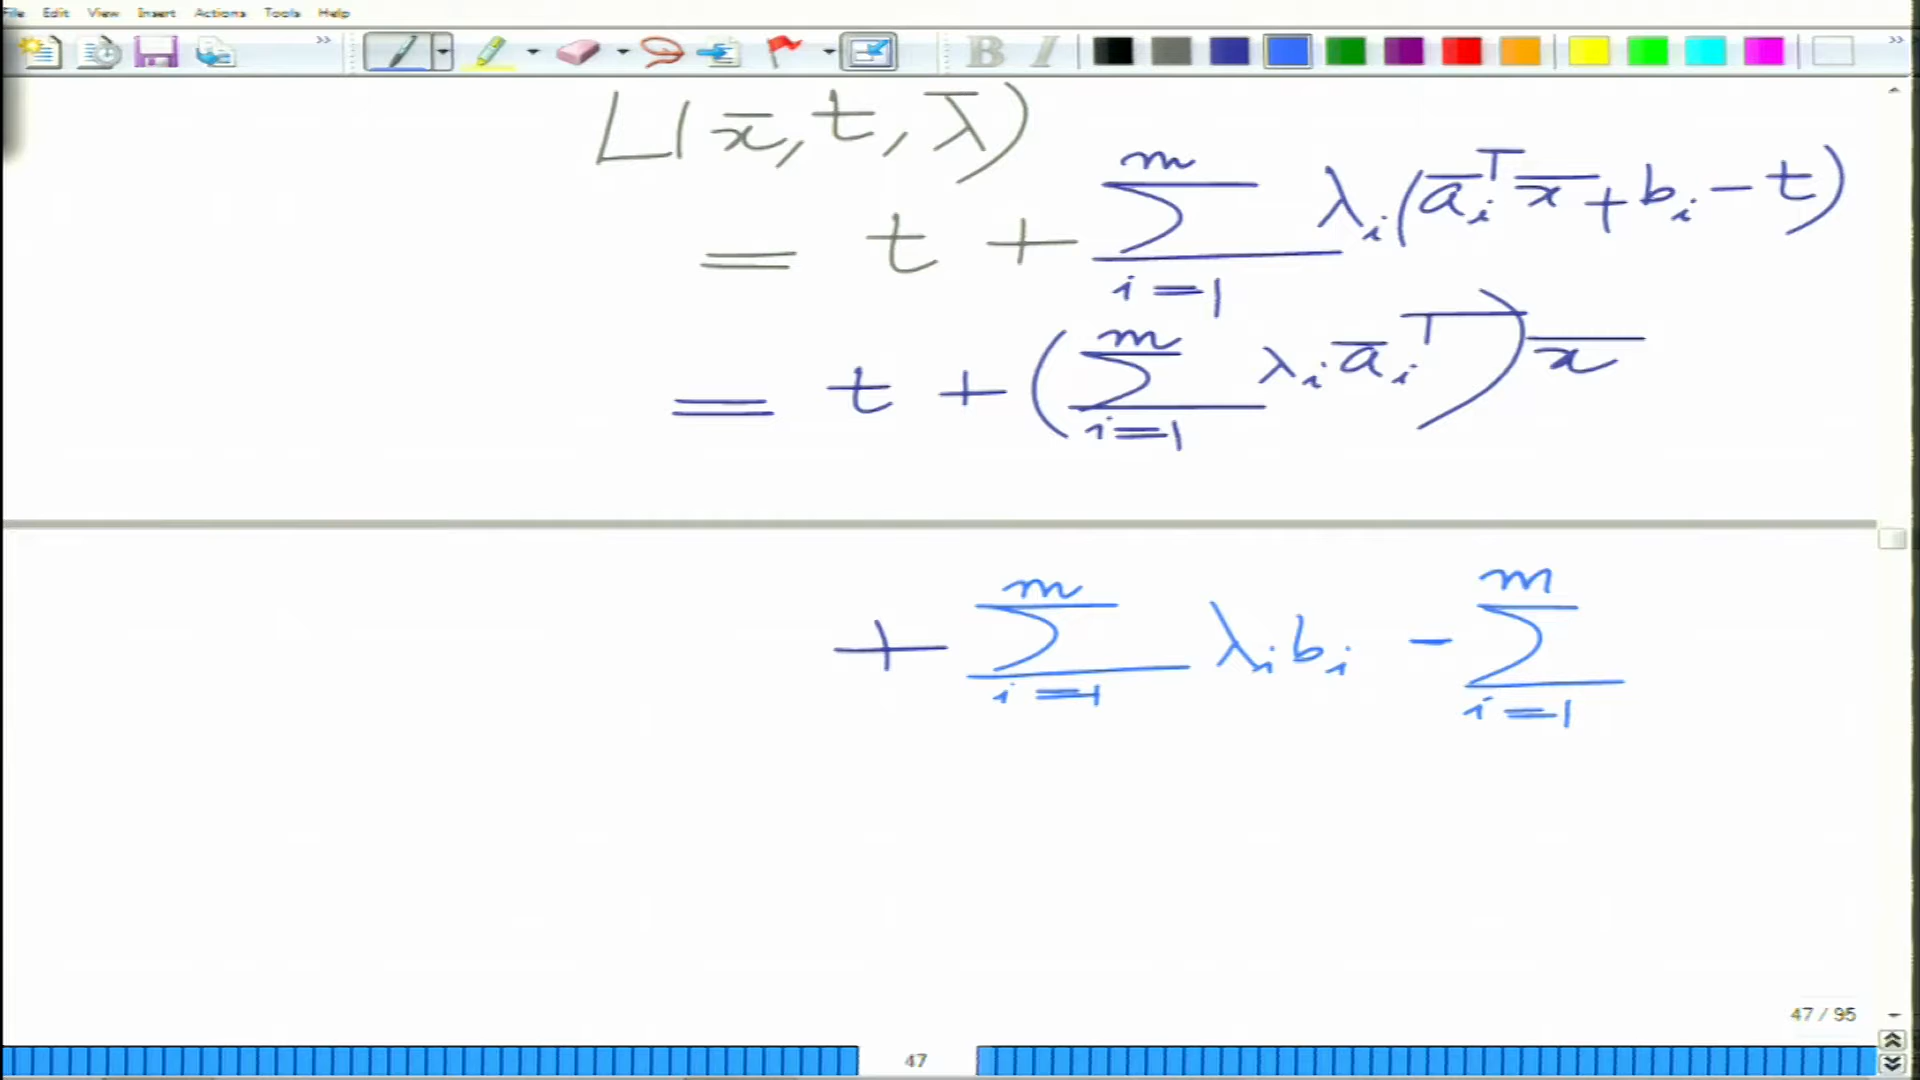 File Edit View Insert Actions Tools Help
B I
L(x̄, t, λ̄)
= t + ∑_{i=1}^{m} λ_i(ā_i^T x̄ + b_i - t)
= t + (∑_{i=1}^{m} λ_i ā_i^T) x̄
+ ∑_{i=1}^{m} λ_i b_i - ∑_{i=1}^{m}
47 / 95
47